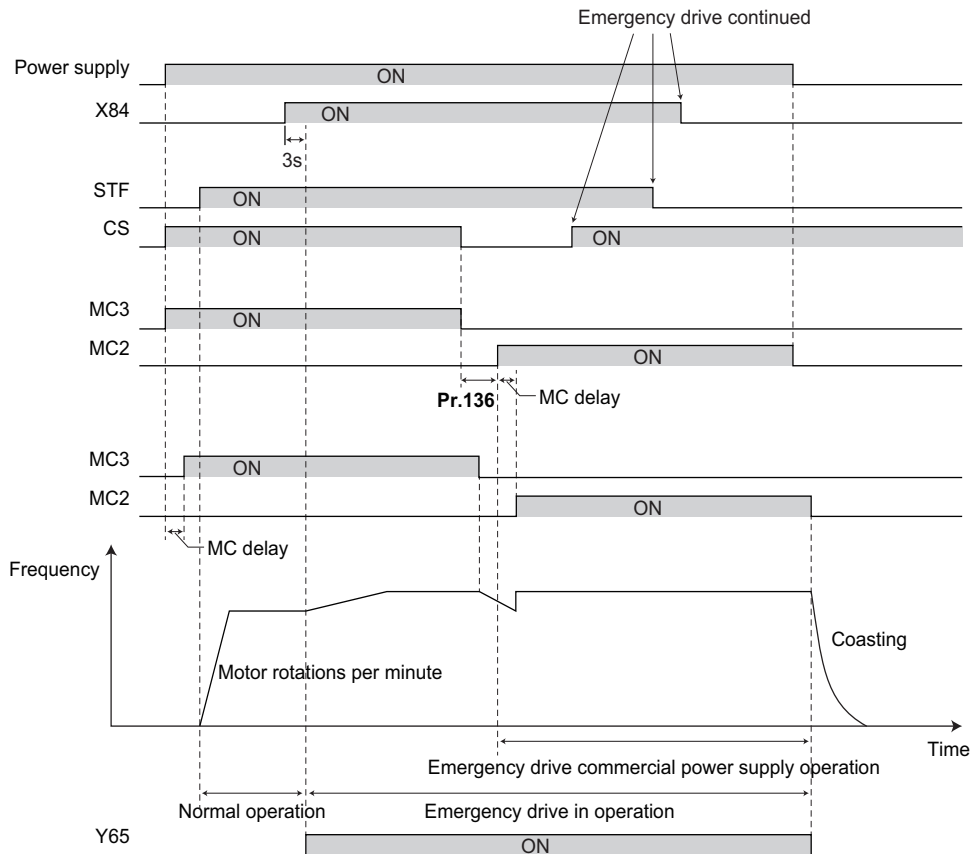 Emergency drive continued
Power supply
ON
X84
ON
3s
STF
ON
CS
ON
ON
MC3
ON
MC2
ON
Pr.136
MC delay
MC3
ON
MC2
ON
MC delay
Frequency
Motor rotations per minute
Coasting
Time
Emergency drive commercial power supply operation
Normal operation
Emergency drive in operation
Y65
ON